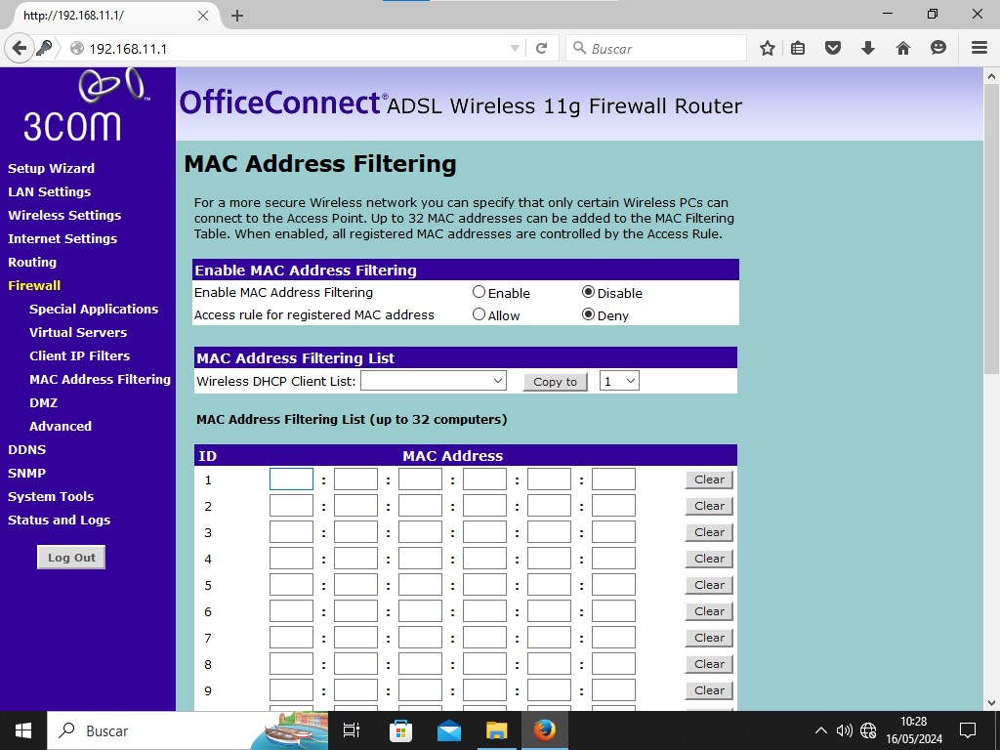 http://192.168.11.1/
192.168.11.1
Buscar
3COM
TM
OfficeConnect® ADSL Wireless 11g Firewall Router
Setup Wizard
LAN Settings
Wireless Settings
Internet Settings
Routing
Firewall
Special Applications
Virtual Servers
Client IP Filters
MAC Address Filtering
DMZ
Advanced
DDNS
SNMP
System Tools
Status and Logs
Log Out
MAC Address Filtering
For a more secure Wireless network you can specify that only certain Wireless PCs can
connect to the Access Point. Up to 32 MAC addresses can be added to the MAC Filtering
Table. When enabled, all registered MAC addresses are controlled by the Access Rule.
Enable MAC Address Filtering
Enable MAC Address Filtering Enable Disable
Access rule for registered MAC address Allow Deny
MAC Address Filtering List
Wireless DHCP Client List: Copy to 1
MAC Address Filtering List (up to 32 computers)
ID MAC Address
1 : : : : : Clear
2 : : : : : Clear
3 : : : : : Clear
4 : : : : : Clear
5 : : : : : Clear
6 : : : : : Clear
7 : : : : : Clear
8 : : : : : Clear
9 : : : : : Clear
Buscar
10:28
16/05/2024